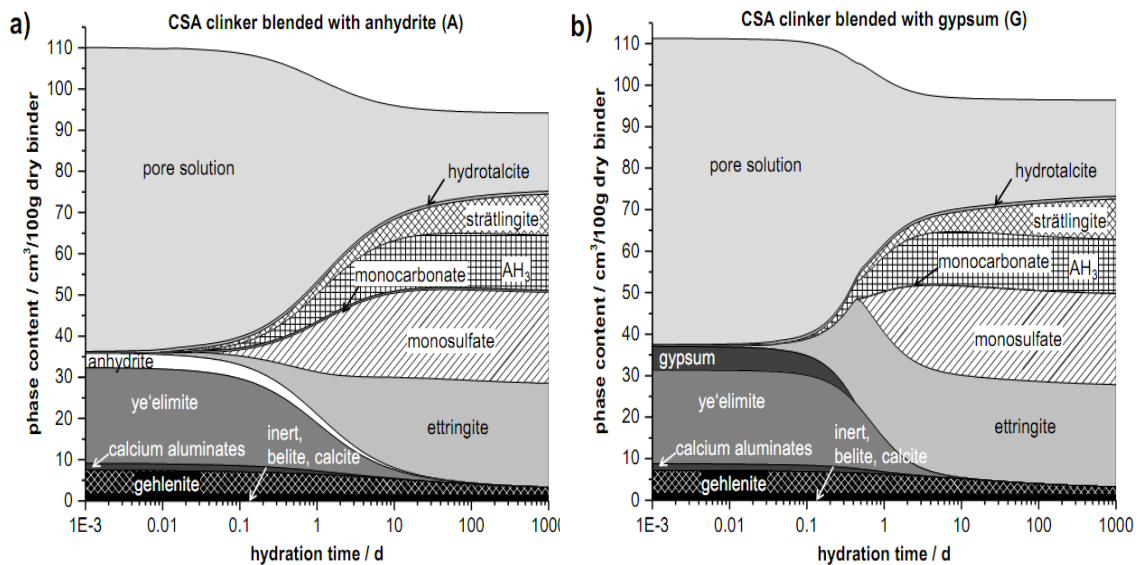 a)
CSA clinker blended with anhydrite (A)
phase content / cm³/100g dry binder
110
100
90
80
70
60
50
40
30
20
10
0
pore solution
hydrotalcite
strätlingite
AH₃
monocarbonate
monosulfate
anhydrite
ye‘elimite
ettringite
inert,
belite, calcite
calcium aluminates
gehlenite
1E-3 0.01 0.1 1 10 100 1000
hydration time / d
b)
CSA clinker blended with gypsum (G)
phase content / cm³/100g dry binder
110
100
90
80
70
60
50
40
30
20
10
0
pore solution
hydrotalcite
strätlingite
AH₃
monocarbonate
monosulfate
gypsum
ye‘elimite
ettringite
inert,
belite, calcite
calcium aluminates
gehlenite
1E-3 0.01 0.1 1 10 100 1000
hydration time / d